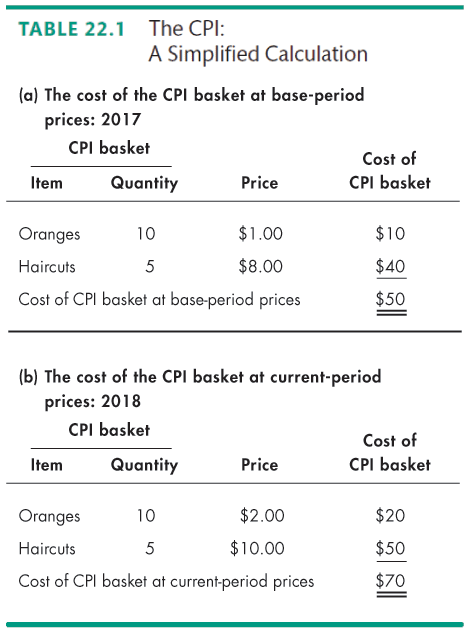 TABLE 22.1 The CPI:
A Simplified Calculation
(a) The cost of the CPI basket at base-period
prices: 2017
CPI basket
Cost of
Item Quantity Price CPI basket
Oranges 10 $1.00 $10
Haircuts 5 $8.00 $40
Cost of CPI basket at base-period prices $50
(b) The cost of the CPI basket at current-period
prices: 2018
CPI basket
Cost of
Item Quantity Price CPI basket
Oranges 10 $2.00 $20
Haircuts 5 $10.00 $50
Cost of CPI basket at current-period prices $70